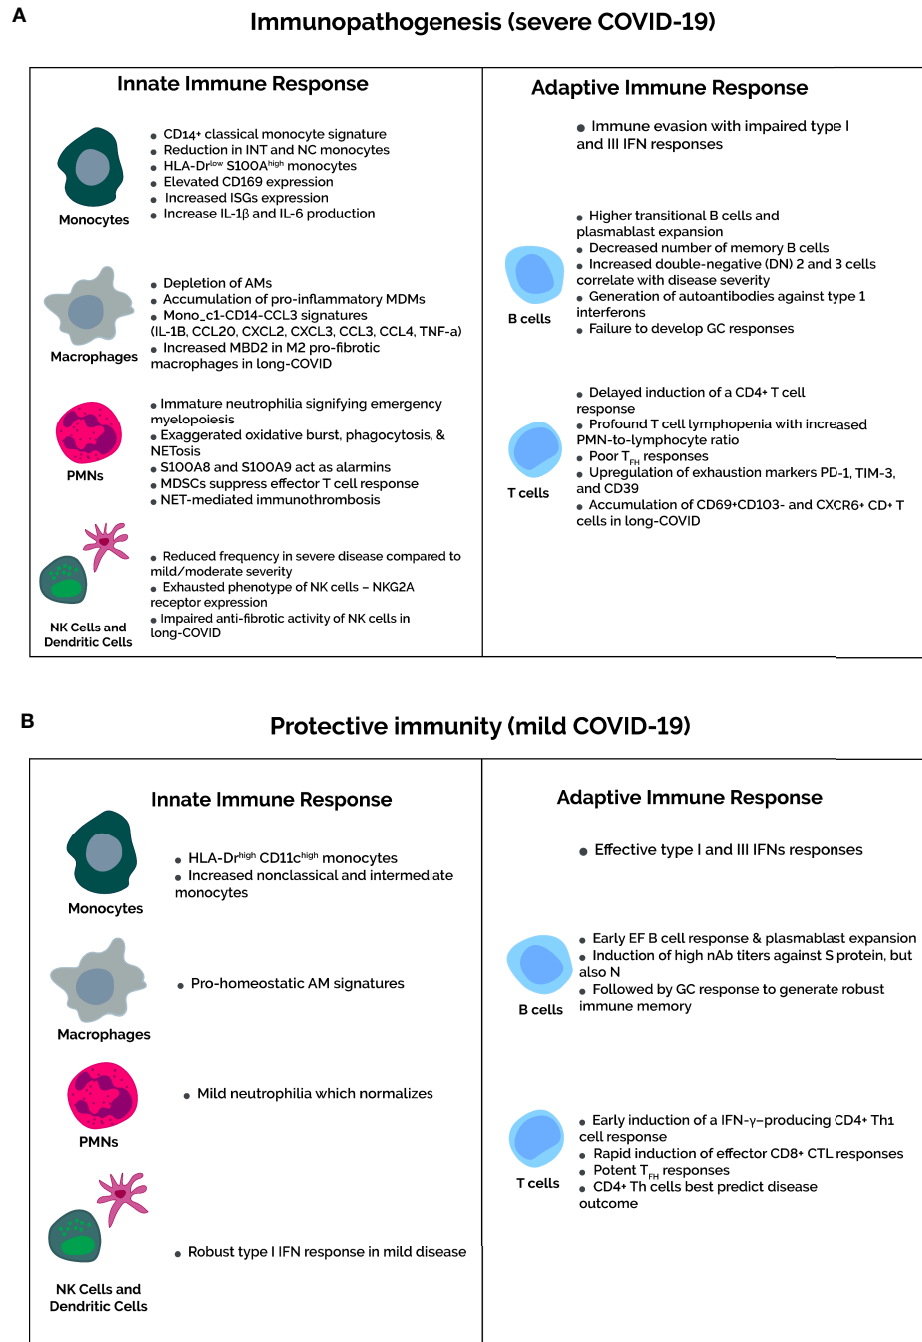 A
Immunopathogenesis (severe COVID-19)
Innate Immune Response
• CD14+ classical monocyte signature
• Reduction in INT and NC monocytes
• HLA-Drlow S100Ahigh monocytes
• Elevated CD169 expression
• Increased ISGs expression
• Increase IL-1β and IL-6 production
Monocytes
• Depletion of AMs
• Accumulation of pro-inflammatory MDMs
• Mono_c1-CD14-CCL3 signatures
(IL-1B, CCL20, CXCL2, CXCL3, CCL3, CCL4, TNF-a)
• Increased MBD2 in M2 pro-fibrotic
macrophages in long-COVID
Macrophages
• Immature neutrophilia signifying emergency
myelopoiesis
• Exaggerated oxidative burst, phagocytosis, &
NETosis
• S100A8 and S100A9 act as alarmins
• MDSCs suppress effector T cell response
• NET-mediated immunothrombosis
PMNs
• Reduced frequency in severe disease compared to
mild/moderate severity
• Exhausted phenotype of NK cells – NKG2A
receptor expression
• Impaired anti-fibrotic activity of NK cells in
long-COVID
NK Cells and
Dendritic Cells
Adaptive Immune Response
• Immune evasion with impaired type I
and III IFN responses
• Higher transitional B cells and
plasmablast expansion
• Decreased number of memory B cells
• Increased double-negative (DN) 2 and 3 cells
correlate with disease severity
• Generation of autoantibodies against type 1
interferons
• Failure to develop GC responses
B cells
• Delayed induction of a CD4+ T cell
response
• Profound T cell lymphopenia with increased
PMN-to-lymphocyte ratio
• Poor TFH responses
• Upregulation of exhaustion markers PD-1, TIM-3,
and CD39
• Accumulation of CD69+CD103- and CXCR6+ CD+ T
cells in long-COVID
T cells
B
Protective immunity (mild COVID-19)
Innate Immune Response
• HLA-Drhigh CD11chigh monocytes
• Increased nonclassical and intermediate
monocytes
Monocytes
• Pro-homeostatic AM signatures
Macrophages
• Mild neutrophilia which normalizes
PMNs
• Robust type I IFN response in mild disease
NK Cells and
Dendritic Cells
Adaptive Immune Response
• Effective type I and III IFNs responses
• Early EF B cell response & plasmablast expansion
• Induction of high nAb titers against S protein, but
also N
• Followed by GC response to generate robust
immune memory
B cells
• Early induction of a IFN-γ–producing CD4+ Th1
cell response
• Rapid induction of effector CD8+ CTL responses
• Potent TFH responses
• CD4+ Th cells best predict disease
outcome
T cells